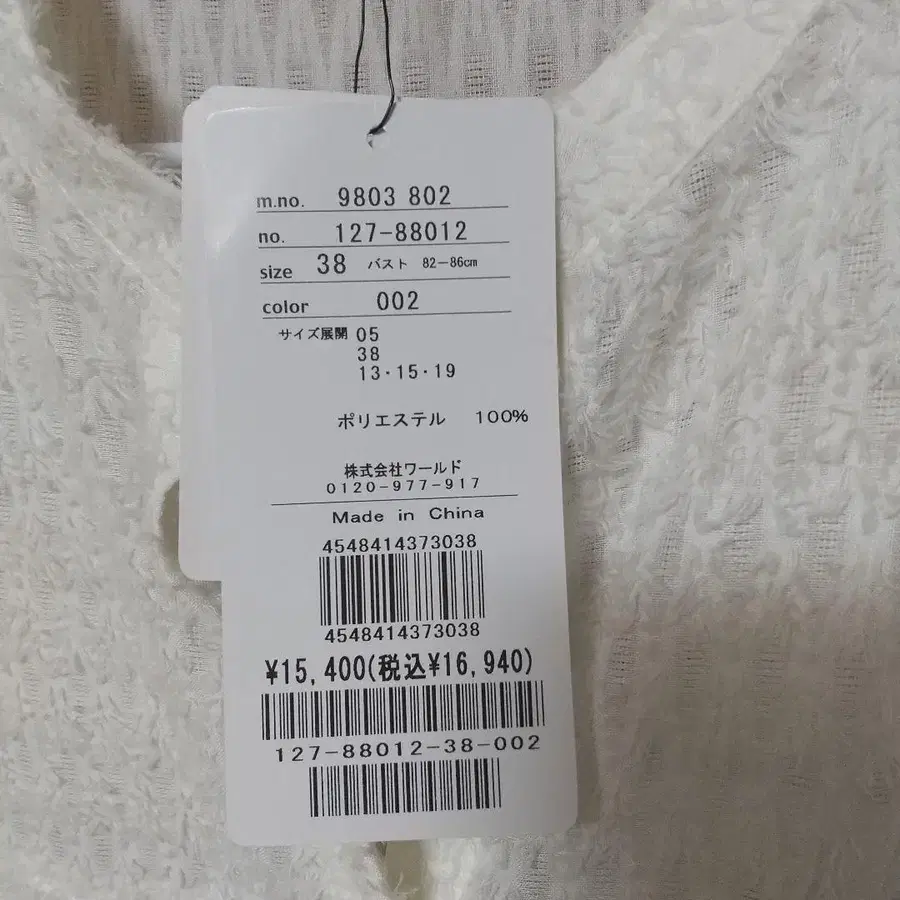 m.no. 9803 802
no. 127-88012
size 38 バスト 82-86cm
color 002
サイズ展開 05
38
13・15・19
ポリエステル 100%
株式会社ワールド
0120-977-917
Made in China
4548414373038
4548414373038
¥15,400(税込¥16,940)
127-88012-38-002